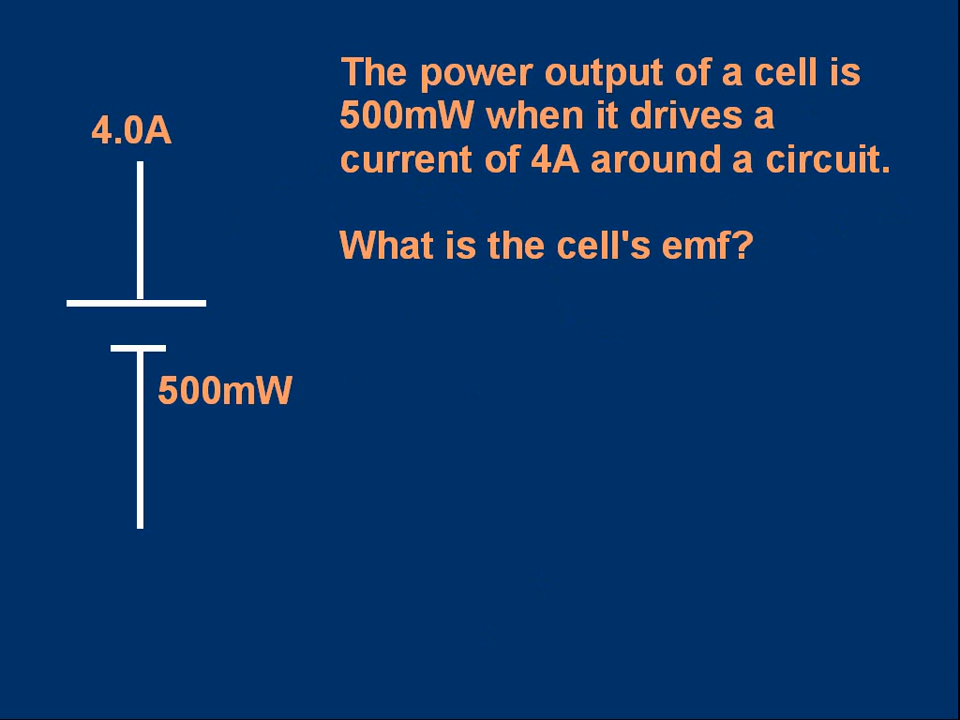 The power output of a cell is
500mW when it drives a
current of 4A around a circuit.
What is the cell's emf?
4.0A
500mW